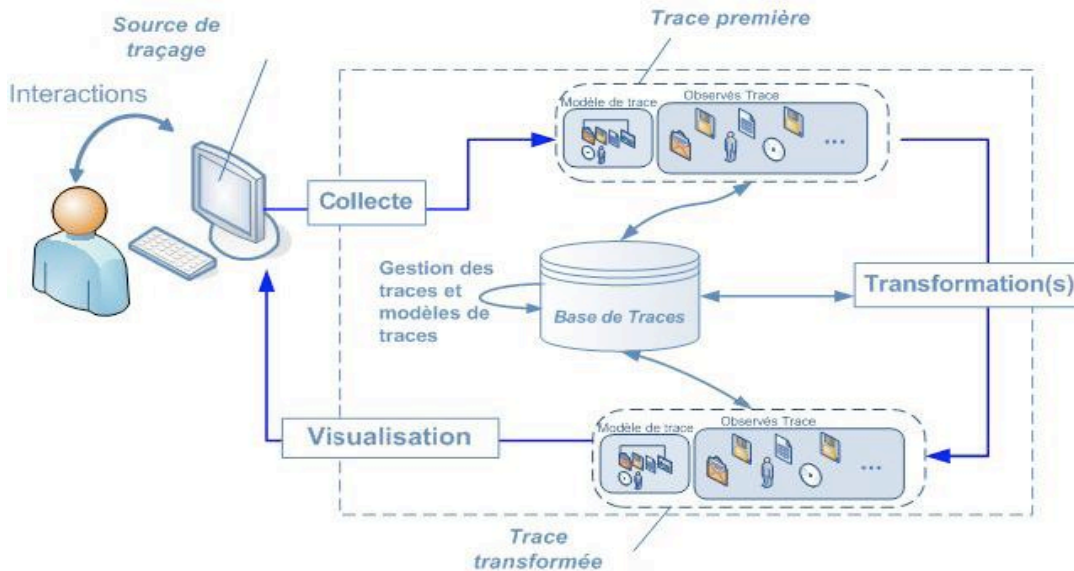 Source de
traçage
Trace première
Interactions
Modèle de trace
Observés Trace
...
Collecte
Gestion des
traces et
modèles de
traces
Base de Traces
Transformation(s)
Visualisation
Modèle de trace
Observés Trace
...
Trace
transformée